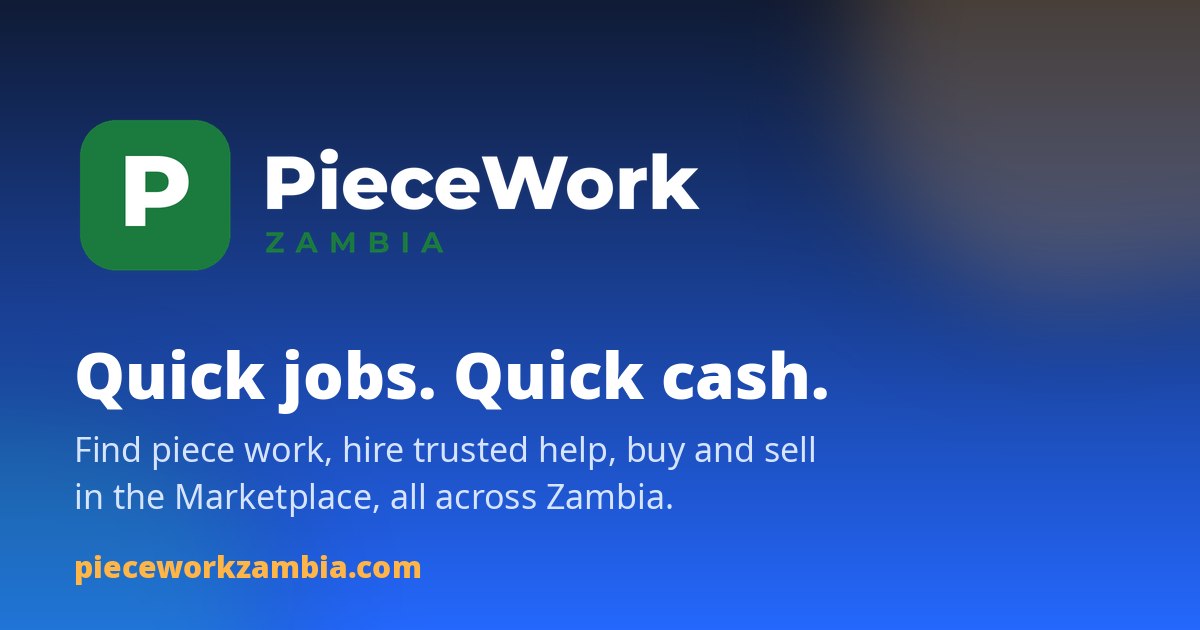 P
PieceWork
ZAMBIA
Quick jobs. Quick cash.
Find piece work, hire trusted help, buy and sell
in the Marketplace, all across Zambia.
pieceworkzambia.com